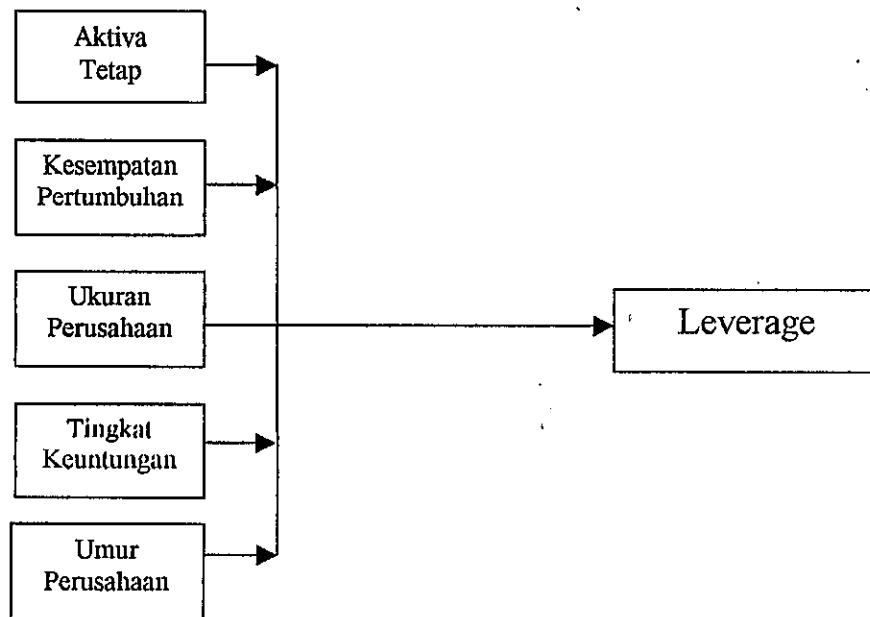 Aktiva
Tetap
Kesempatan
Pertumbuhan
Ukuran
Perusahaan
Leverage
Tingkat
Keuntungan
Umur
Perusahaan